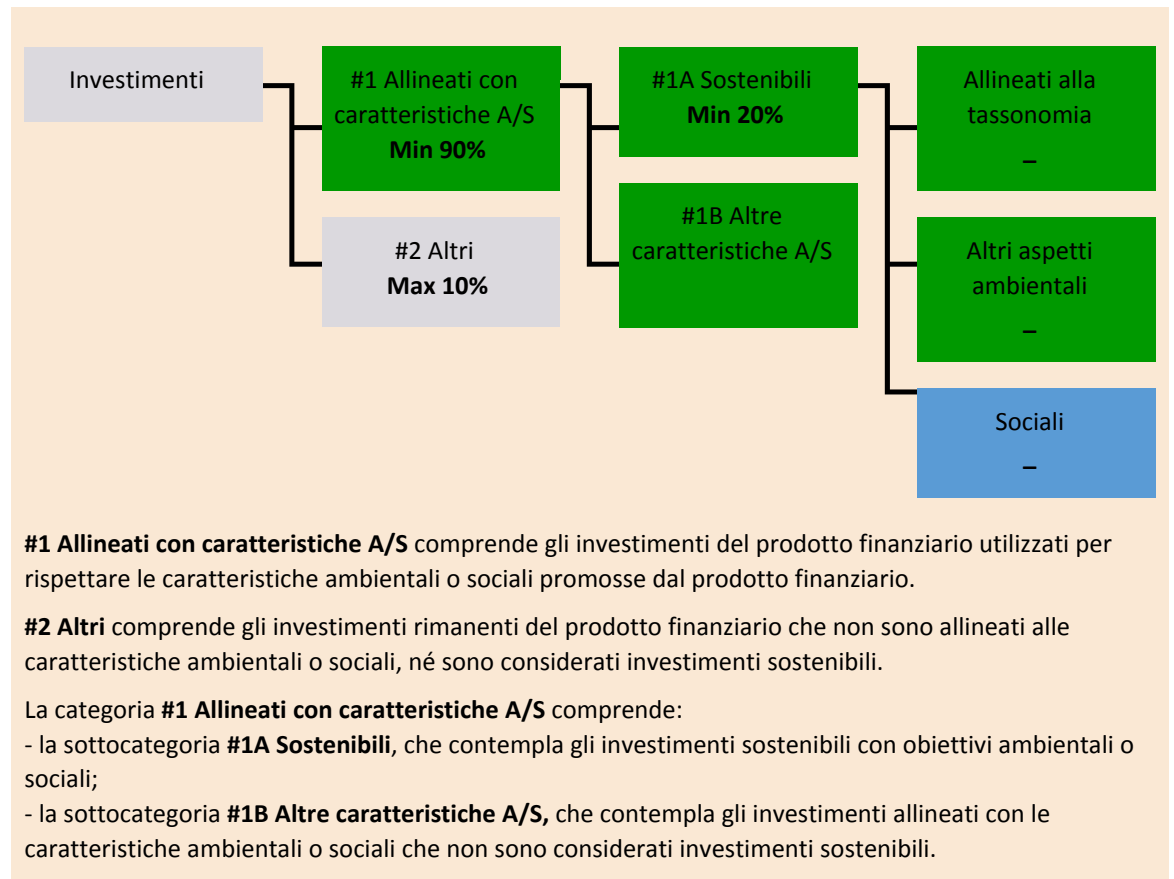 Investimenti
#1 Allineati con
caratteristiche A/S
Min 90%
#2 Altri
Max 10%
#1A Sostenibili
Min 20%
#1B Altre
caratteristiche A/S
Allineati alla
tassonomia
–
Altri aspetti
ambientali
–
Sociali
–
#1 Allineati con caratteristiche A/S comprende gli investimenti del prodotto finanziario utilizzati per
rispettare le caratteristiche ambientali o sociali promosse dal prodotto finanziario.
#2 Altri comprende gli investimenti rimanenti del prodotto finanziario che non sono allineati alle
caratteristiche ambientali o sociali, né sono considerati investimenti sostenibili.
La categoria #1 Allineati con caratteristiche A/S comprende:
- la sottocategoria #1A Sostenibili, che contempla gli investimenti sostenibili con obiettivi ambientali o
sociali;
- la sottocategoria #1B Altre caratteristiche A/S, che contempla gli investimenti allineati con le
caratteristiche ambientali o sociali che non sono considerati investimenti sostenibili.